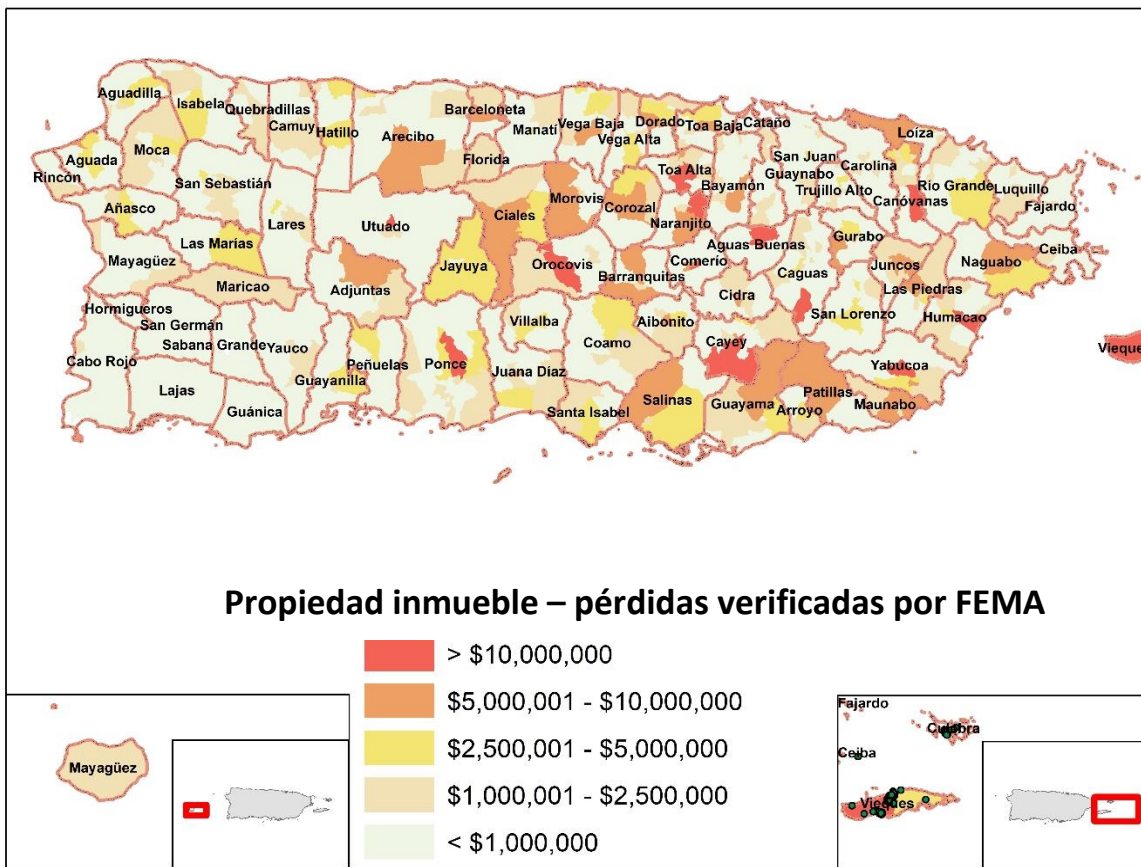 Aguadilla
Isabela
Quebradillas
Camuy
Hatillo
Arecibo
Barceloneta
Manatí
Vega Baja
Vega Alta
Dorado
Toa Baja
Cataño
San Juan
Guaynabo
Carolina
Loíza
Trujillo Alto
Canóvanas
Río Grande
Luquillo
Fajardo
Ceiba
Rincón
Aguada
Moca
San Sebastián
Florida
Toa Alta
Bayamón
Añasco
Las Marías
Lares
Utuado
Ciales
Morovis
Corozal
Naranjito
Aguas Buenas
Gurabo
Naguabo
Mayagüez
Maricao
Adjuntas
Jayuya
Orocovis
Barranquitas
Comerío
Caguas
Juncos
Las Piedras
Humacao
Hormigueros
San Germán
Sabana Grande
Cabo Rojo
Lajas
Guánica
Yauco
Guayanilla
Peñuelas
Ponce
Villalba
Juana Díaz
Coamo
Aibonito
Cidra
Cayey
San Lorenzo
Yabucoa
Santa Isabel
Salinas
Guayama
Arroyo
Patillas
Maunabo
Vieque
Propiedad inmueble – pérdidas verificadas por FEMA
> $10,000,000
$5,000,001 - $10,000,000
$2,500,001 - $5,000,000
$1,000,001 - $2,500,000
< $1,000,000
Mayagüez
Fajardo
Culebra
Ceiba
Vieques